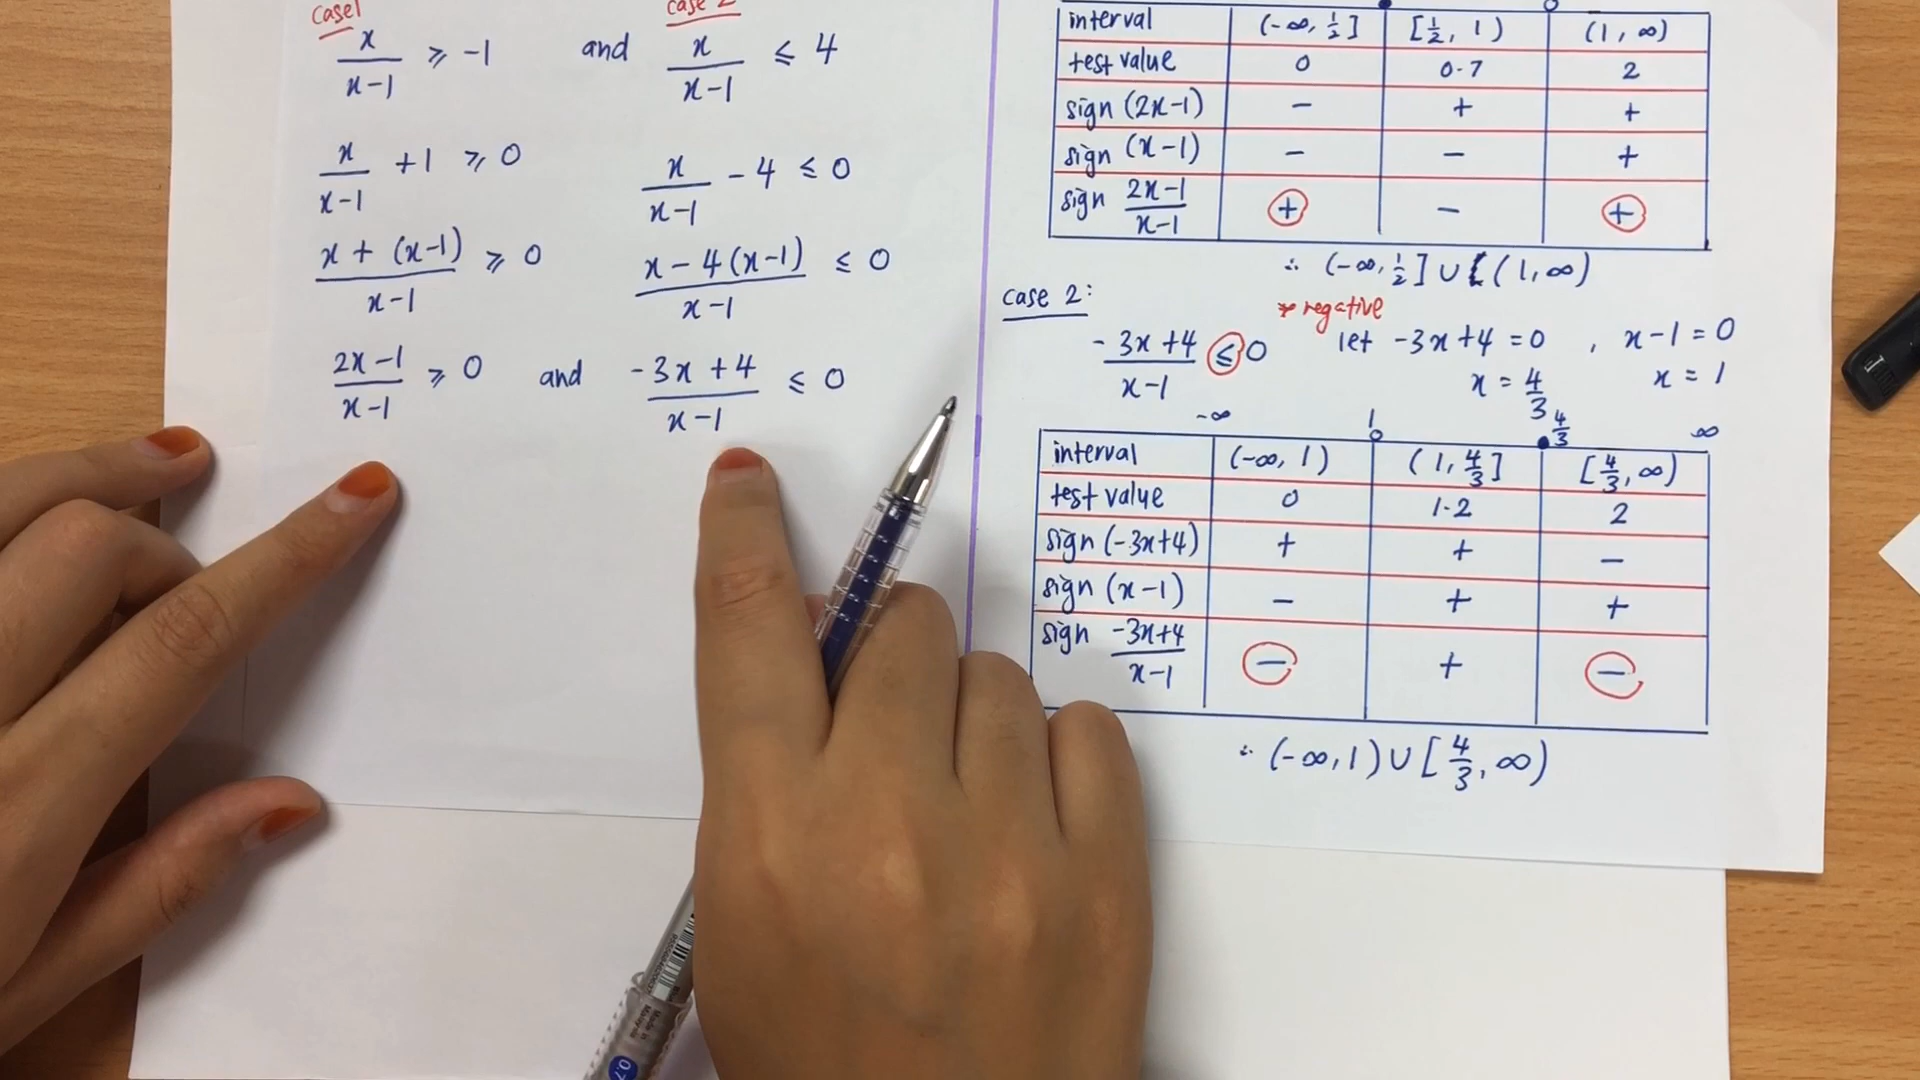 case1 case 2
x/(x-1) ≥ -1 and x/(x-1) ≤ 4
x/(x-1) +1 ≥ 0 x/(x-1) - 4 ≤ 0
(x + (x-1))/(x-1) ≥ 0 (x - 4(x-1))/(x-1) ≤ 0
(2x-1)/(x-1) ≥ 0 and (-3x+4)/(x-1) ≤ 0
interval (-∞, 1/2] [1/2, 1) (1, ∞)
test value 0 0.7 2
sign (2x-1) - + +
sign (x-1) - - +
sign (2x-1)/(x-1) + - +
∴ (-∞, 1/2] ∪ (1, ∞)
case 2:
* negative
(-3x+4)/(x-1) ≤ 0 let -3x+4 = 0 , x-1 = 0
x = 4/3 x = 1
-∞ 1 4/3 ∞
interval (-∞, 1) (1, 4/3] [4/3, ∞)
test value 0 1.2 2
sign (-3x+4) + + -
sign (x-1) - + +
sign (-3x+4)/(x-1) - + -
∴ (-∞, 1) ∪ [4/3, ∞)
Made in
Malaysia
0.7